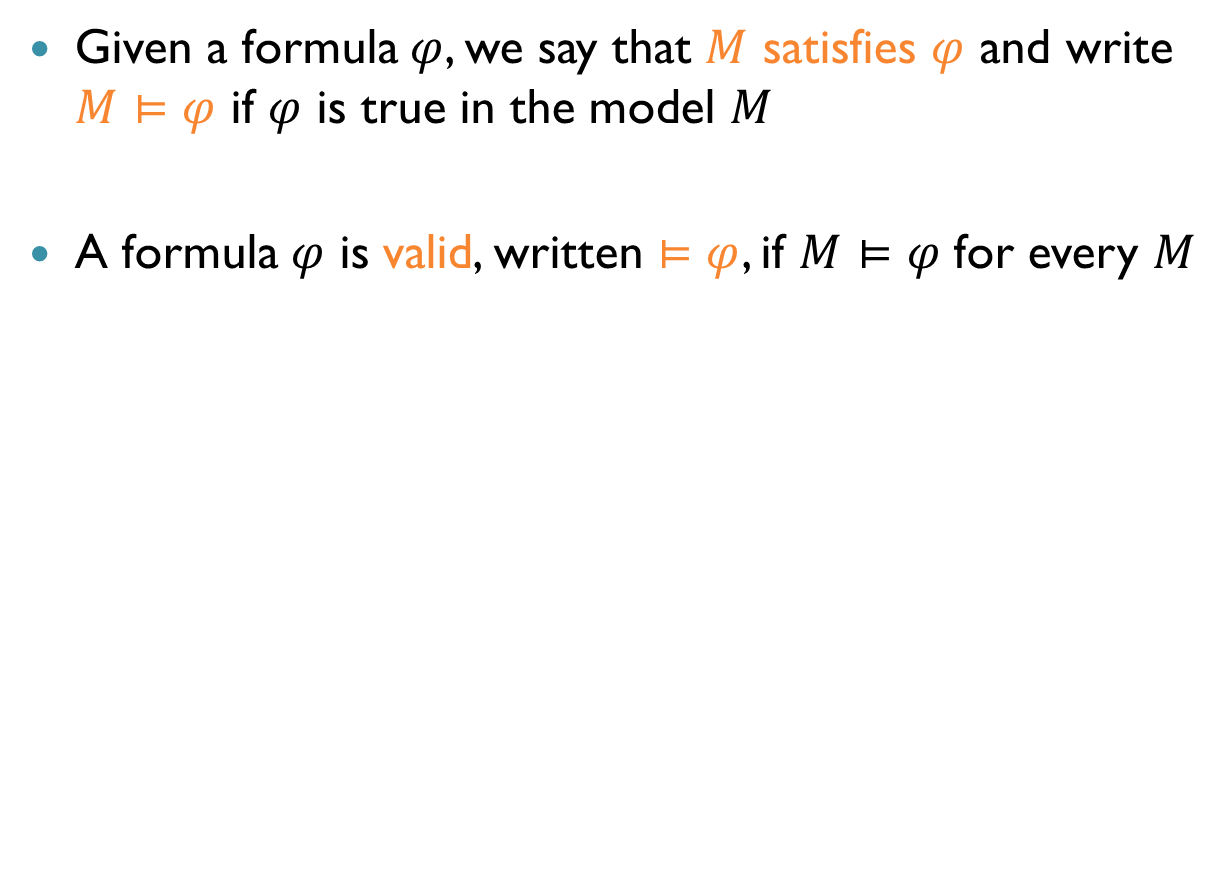 • Given a formula 𝜑, we say that 𝑀 satisfies 𝜑 and write
𝑀 ⊨ 𝜑 if 𝜑 is true in the model 𝑀
• A formula 𝜑 is valid, written ⊨ 𝜑, if 𝑀 ⊨ 𝜑 for every 𝑀